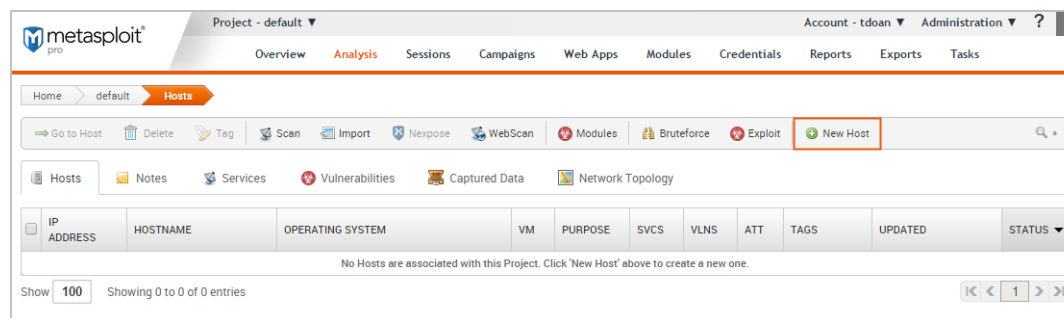 Project - default ▼ Account - tdoan ▼ Administration ▼ ?
metasploit®
pro
Overview Analysis Sessions Campaigns Web Apps Modules Credentials Reports Exports Tasks
Home default Hosts
Go to Host Delete Tag Scan Import Nexpose WebScan Modules Bruteforce Exploit New Host »
Hosts Notes Services Vulnerabilities Captured Data Network Topology
IP ADDRESS HOSTNAME OPERATING SYSTEM VM PURPOSE SVCS VLNS ATT TAGS UPDATED STATUS ▼
No Hosts are associated with this Project. Click 'New Host' above to create a new one.
Show 100 Showing 0 to 0 of 0 entries 1